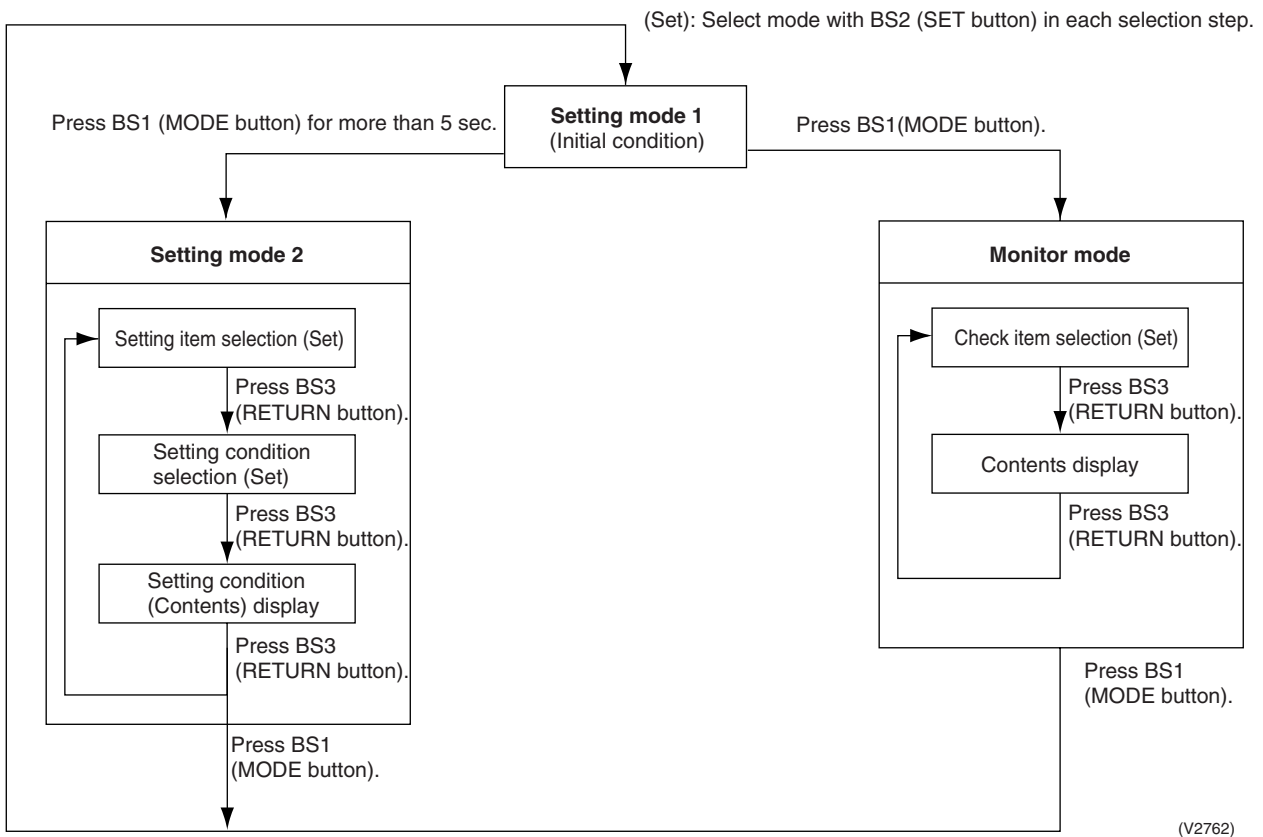 (Set): Select mode with BS2 (SET button) in each selection step.
Setting mode 1
(Initial condition)
Press BS1 (MODE button) for more than 5 sec.
Press BS1(MODE button).
Setting mode 2
Setting item selection (Set)
Press BS3
(RETURN button).
Setting condition
selection (Set)
Press BS3
(RETURN button).
Setting condition
(Contents) display
Press BS3
(RETURN button).
Press BS1
(MODE button).
Monitor mode
Check item selection (Set)
Press BS3
(RETURN button).
Contents display
Press BS3
(RETURN button).
Press BS1
(MODE button).
(V2762)